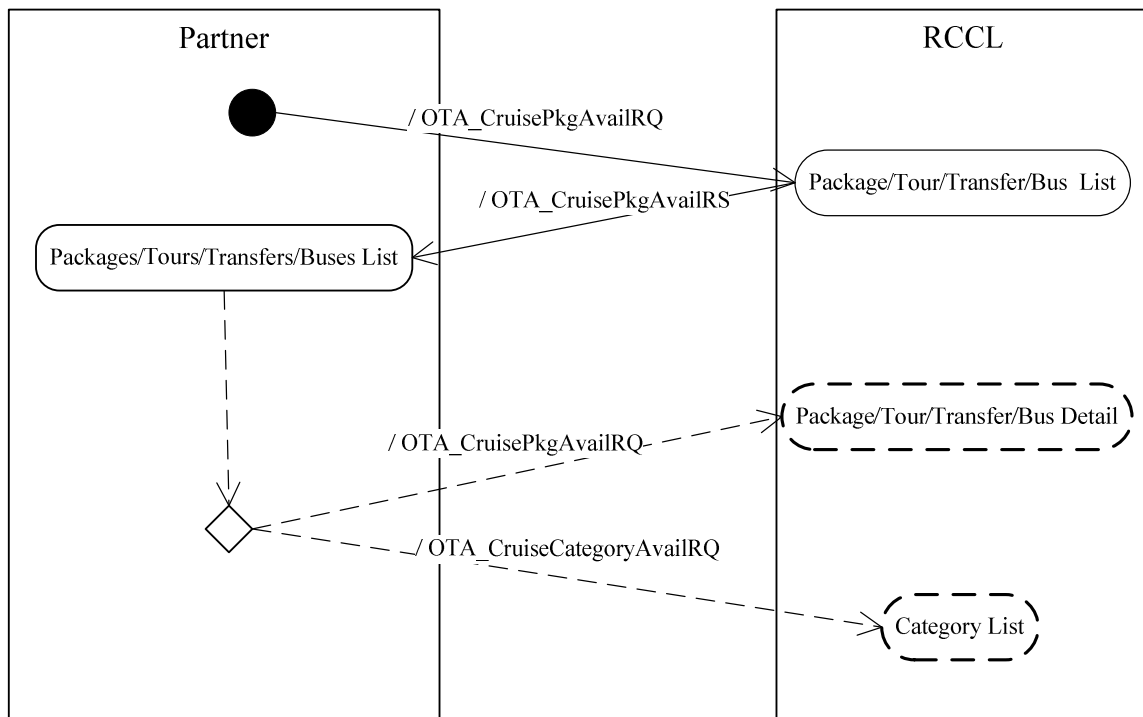 Partner
RCCL
/ OTA_CruisePkgAvailRQ
Package/Tour/Transfer/Bus  List
/ OTA_CruisePkgAvailRS
Packages/Tours/Transfers/Buses List
Package/Tour/Transfer/Bus Detail
/ OTA_CruisePkgAvailRQ
/ OTA_CruiseCategoryAvailRQ
Category List